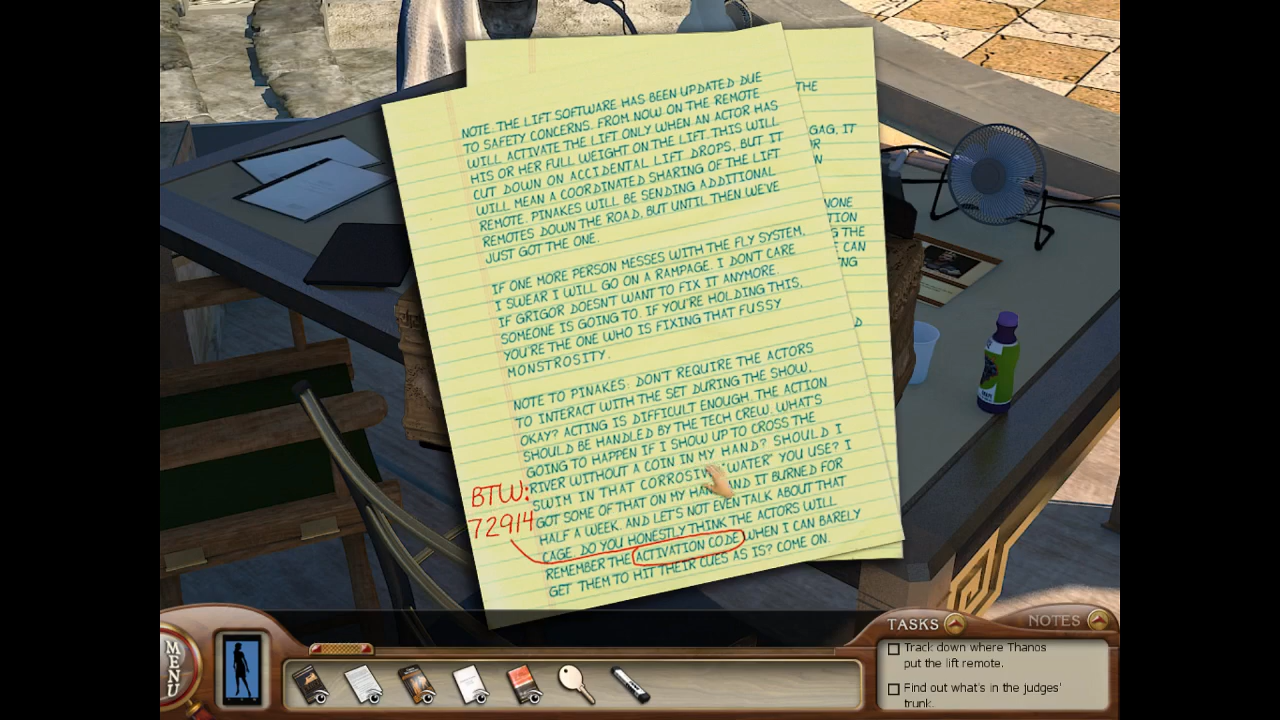 NOTE. THE LIFT SOFTWARE HAS BEEN UPDATED DUE
TO SAFETY CONCERNS. FROM NOW ON THE REMOTE
WILL ACTIVATE THE LIFT ONLY WHEN AN ACTOR HAS
HIS OR HER FULL WEIGHT ON THE LIFT. THIS WILL
CUT DOWN ON ACCIDENTAL LIFT DROPS, BUT IT
WILL MEAN A COORDINATED SHARING OF THE LIFT
REMOTE. PINAKES WILL BE SENDING ADDITIONAL
REMOTES DOWN THE ROAD, BUT UNTIL THEN WE'VE
JUST GOT THE ONE.
IF ONE MORE PERSON MESSES WITH THE FLY SYSTEM,
I SWEAR I WILL GO ON A RAMPAGE. I DON'T CARE
IF GRIGOR DOESN'T WANT TO FIX IT ANYMORE.
SOMEONE IS GOING TO. IF YOU'RE HOLDING THIS,
YOU'RE THE ONE WHO IS FIXING THAT FUSSY
MONSTROSITY.
NOTE TO PINAKES: DON'T REQUIRE THE ACTORS
TO INTERACT WITH THE SET DURING THE SHOW,
OKAY? ACTING IS DIFFICULT ENOUGH. THE ACTION
SHOULD BE HANDLED BY THE TECH CREW. WHAT'S
GOING TO HAPPEN IF I SHOW UP TO CROSS THE
RIVER WITHOUT A COIN IN MY HAND? SHOULD I
SWIM IN THAT CORROSIVE "WATER" YOU USE? I
GOT SOME OF THAT ON MY HAND AND IT BURNED FOR
HALF A WEEK. AND LET'S NOT EVEN TALK ABOUT THAT
CAGE. DO YOU HONESTLY THINK THE ACTORS WILL
REMEMBER THE ACTIVATION CODE WHEN I CAN BARELY
GET THEM TO HIT THEIR CUES AS IS? COME ON.
BTW:
72914
THE
GAG, IT
OR
N
NONE
TION
G THE
E CAN
NG
D
MENU
TASKS
NOTES
Track down where Thanos
put the lift remote.
Find out what's in the judges'
trunk.